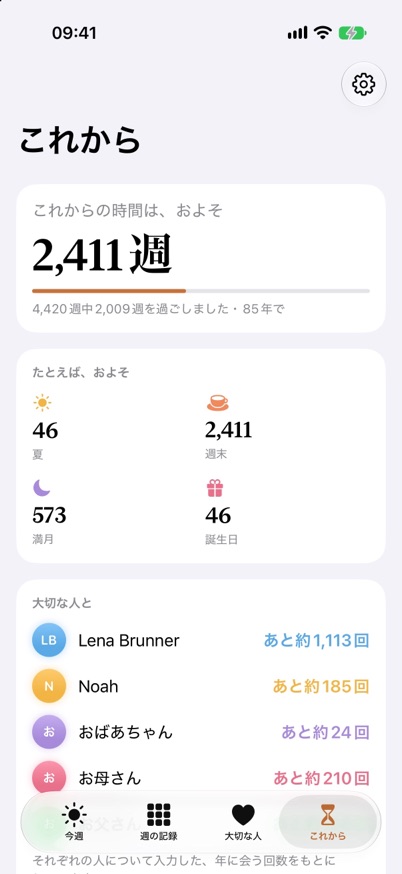 09:41
これから
これからの時間は、およそ
2,411週
4,420週中2,009週を過ごしました・85年で
たとえば、およそ
46
夏
2,411
週末
573
満月
46
誕生日
大切な人と
LB Lena Brunner あと約1,113回
N Noah あと約185回
お おばあちゃん あと約24回
お お母さん あと約210回
今週
週の記録
大切な人
これから
それぞれの人について入力した、年に会う回数をもとに